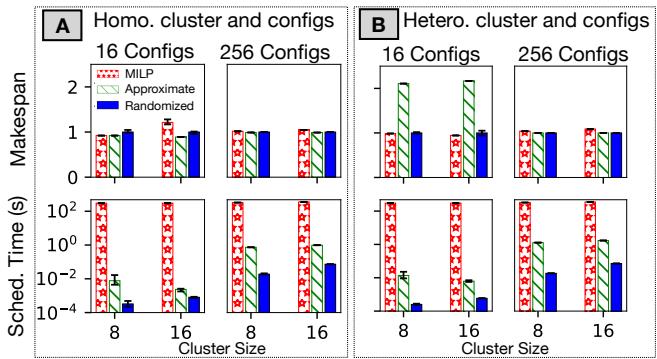 A Homo. cluster and configs
B Hetero. cluster and configs
16 Configs
256 Configs
16 Configs
256 Configs
MILP
Approximate
Randomized
Makespan
2
1
0
Sched. Time (s)
10²
10⁰
10⁻²
10⁻⁴
8 16
8 16
8 16
8 16
Cluster Size
Cluster Size